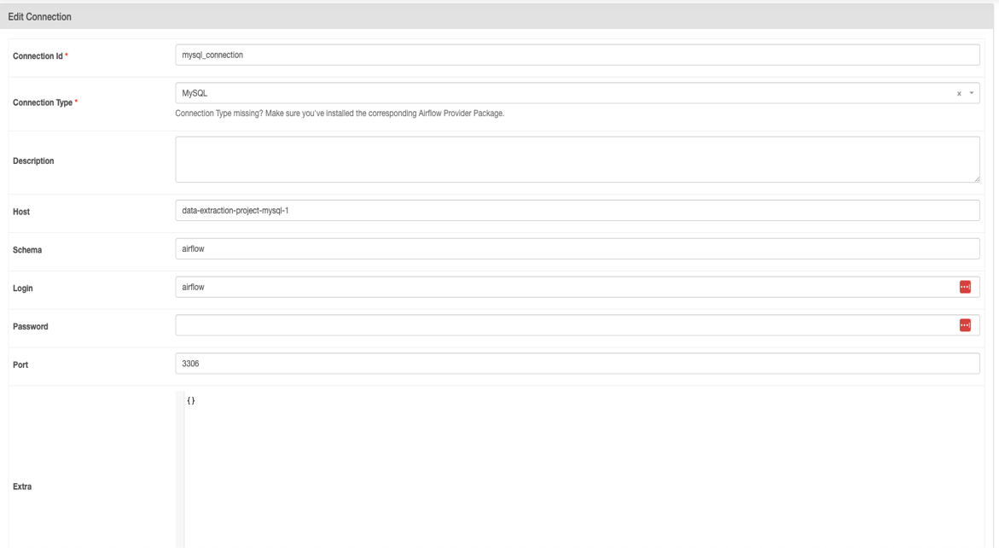 Edit Connection
Connection Id *
mysql_connection
Connection Type *
MySQL
x
Connection Type missing? Make sure you've installed the corresponding Airflow Provider Package.
Description
Host
data-extraction-project-mysql-1
Schema
airflow
Login
airflow
Password
Port
3306
Extra
{}